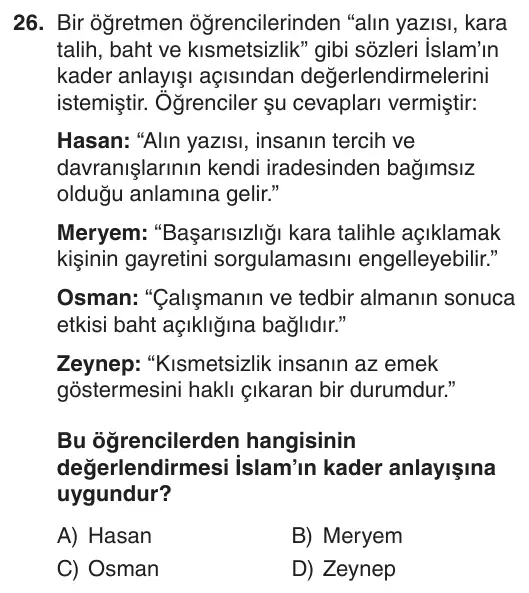 26. Bir öğretmen öğrencilerinden “alın yazısı, kara
talih, baht ve kısmetsizlik” gibi sözleri İslam’ın
kader anlayışı açısından değerlendirmelerini
istemiştir. Öğrenciler şu cevapları vermiştir:
Hasan: “Alın yazısı, insanın tercih ve
davranışlarının kendi iradesinden bağımsız
olduğu anlamına gelir.”
Meryem: “Başarısızlığı kara talihle açıklamak
kişinin gayretini sorgulamasını engelleyebilir.”
Osman: “Çalışmanın ve tedbir almanın sonuca
etkisi baht açıklığına bağlıdır.”
Zeynep: “Kısmetsizlik insanın az emek
göstermesini haklı çıkaran bir durumdur.”
Bu öğrencilerden hangisinin
değerlendirmesi İslam’ın kader anlayışına
uygundur?
A) Hasan B) Meryem
C) Osman D) Zeynep